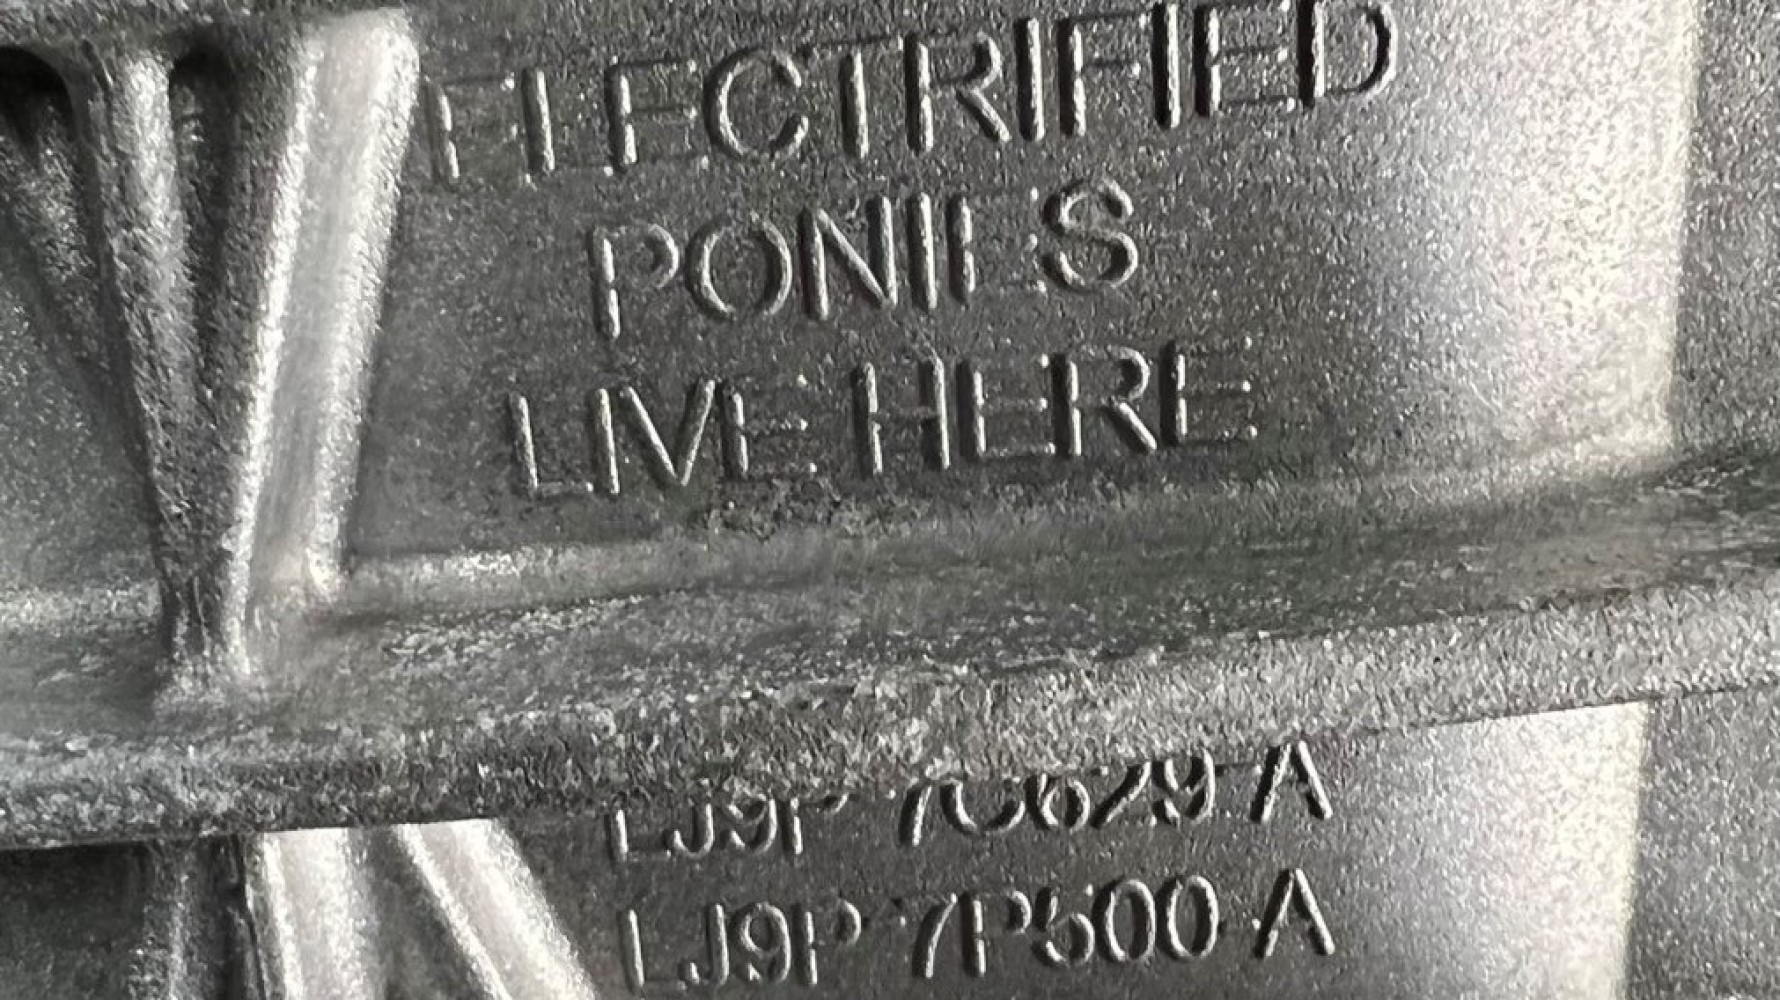 ELECTRIFIED
PONIES
LIVE HERE
LJ9P 7C629 A
LJ9P 7P500 A